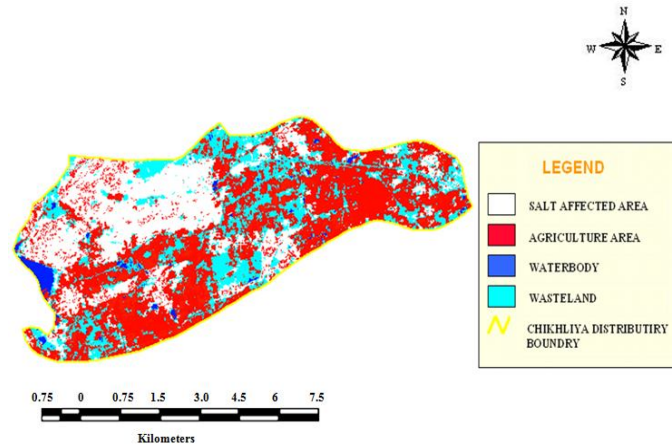 N
W E
S
LEGEND
SALT AFFECTED AREA
AGRICULTURE AREA
WATERBODY
WASTELAND
CHIKHLIYA DISTRIBUTIRY
BOUNDRY
0.75 0 0.75 1.5 3.0 4.5 6 7.5
Kilometers